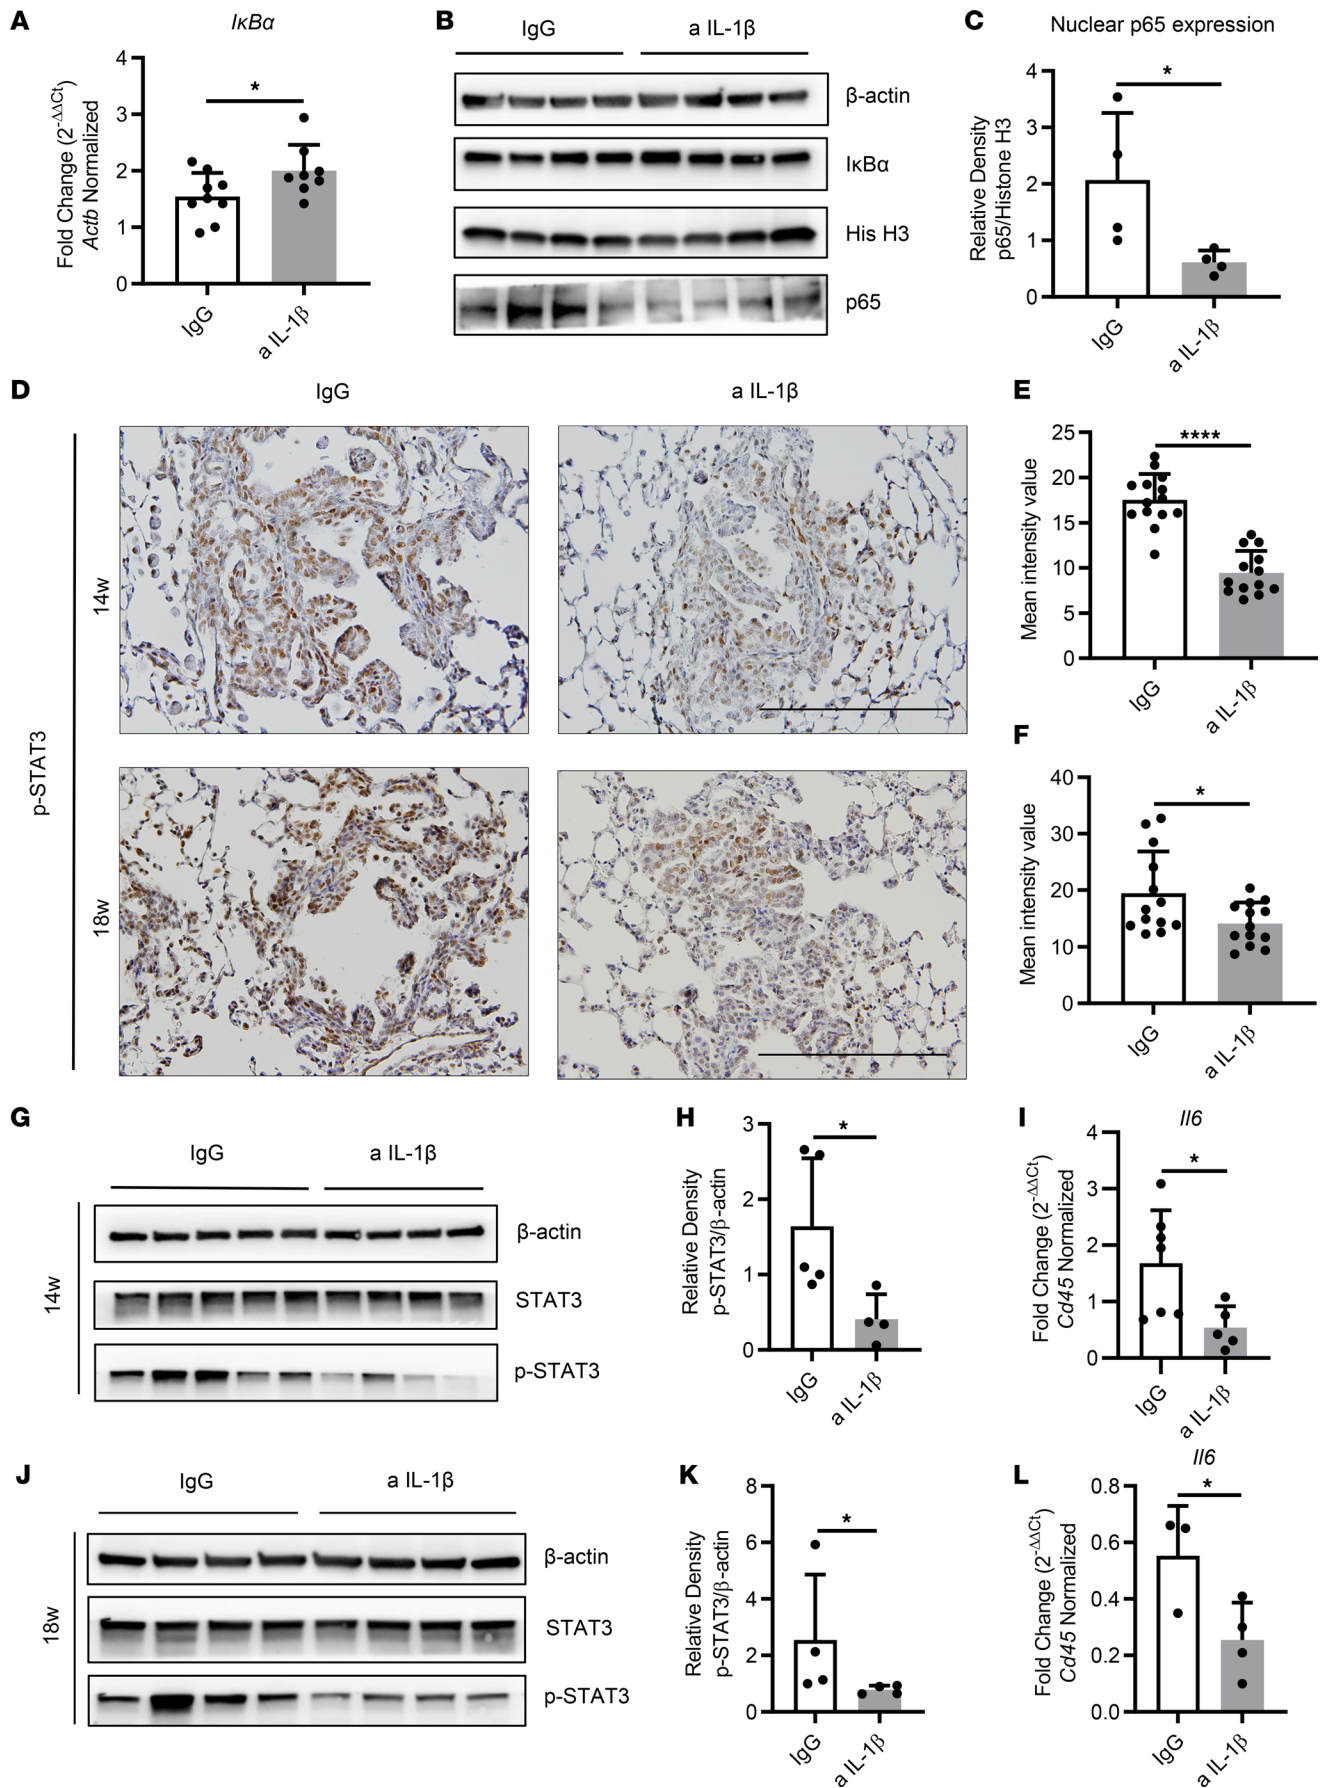 A
IκBα
Fold Change (2-ΔΔCt)
Actb Normalized
4
3
2
1
0
*
IgG
a IL-1β
B
IgG
a IL-1β
β-actin
IκBα
His H3
p65
C
Nuclear p65 expression
Relative Density
p65/Histone H3
4
3
2
1
0
*
IgG
a IL-1β
D
IgG
a IL-1β
p-STAT3
14w
18w
E
Mean intensity value
25
20
15
10
5
0
****
IgG
a IL-1β
F
Mean intensity value
40
30
20
10
0
*
IgG
a IL-1β
G
IgG
a IL-1β
14w
β-actin
STAT3
p-STAT3
H
Relative Density
p-STAT3/β-actin
3
2
1
0
*
IgG
a IL-1β
I
Il6
Fold Change (2-ΔΔCt)
Cd45 Normalized
4
3
2
1
0
*
IgG
a IL-1β
J
IgG
a IL-1β
18w
β-actin
STAT3
p-STAT3
K
Relative Density
p-STAT3/β-actin
8
6
4
2
0
*
IgG
a IL-1β
L
Il6
Fold Change (2-ΔΔCt)
Cd45 Normalized
0.8
0.6
0.4
0.2
0.0
*
IgG
a IL-1β